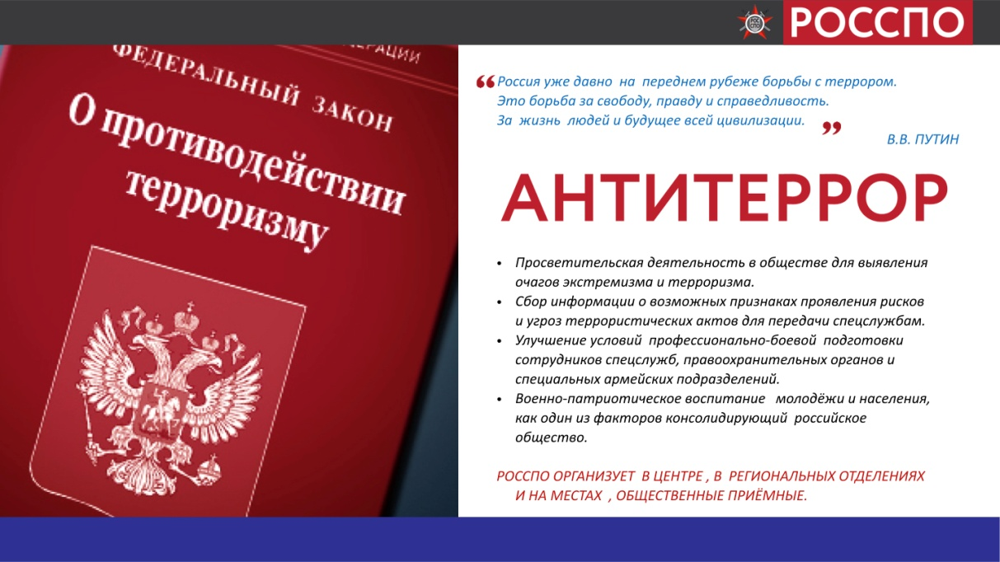 РОС
СПО
РОССПО
ФЕДЕРАЛЬНЫЙ ЗАКОН
О противодействии
терроризму
“Россия уже давно на переднем рубеже борьбы с террором.
Это борьба за свободу, правду и справедливость.
За жизнь людей и будущее всей цивилизации. ”
В.В. ПУТИН
АНТИТЕРРОР
• Просветительская деятельность в обществе для выявления
очагов экстремизма и терроризма.
• Сбор информации о возможных признаках проявления рисков
и угроз террористических актов для передачи спецслужбам.
• Улучшение условий профессионально-боевой подготовки
сотрудников спецслужб, правоохранительных органов и
специальных армейских подразделений.
• Военно-патриотическое воспитание молодёжи и населения,
как один из факторов консолидирующий российское
общество.
РОССПО ОРГАНИЗУЕТ В ЦЕНТРЕ , В РЕГИОНАЛЬНЫХ ОТДЕЛЕНИЯХ
И НА МЕСТАХ , ОБЩЕСТВЕННЫЕ ПРИЁМНЫЕ.